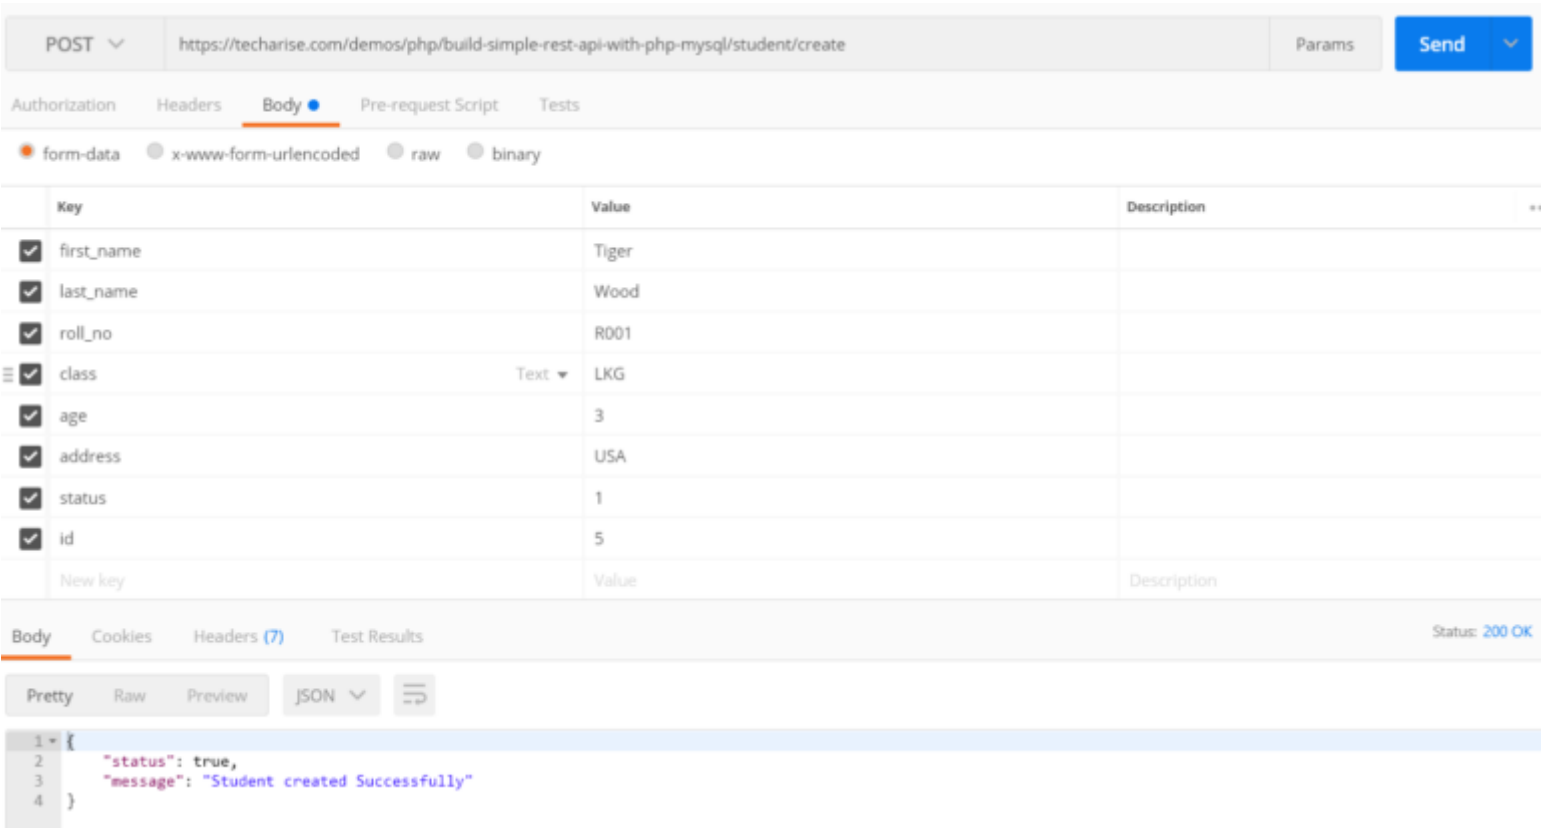 POST https://techarise.com/demos/php/build-simple-rest-api-with-php-mysql/student/create Params Send
Authorization Headers Body Pre-request Script Tests
form-data x-www-form-urlencoded raw binary
Key Value Description
first_name Tiger
last_name Wood
roll_no R001
class Text LKG
age 3
address USA
status 1
id 5
New key Value Description
Body Cookies Headers (7) Test Results Status: 200 OK
Pretty Raw Preview JSON
1 {
2 "status": true,
3 "message": "Student created Successfully"
4 }